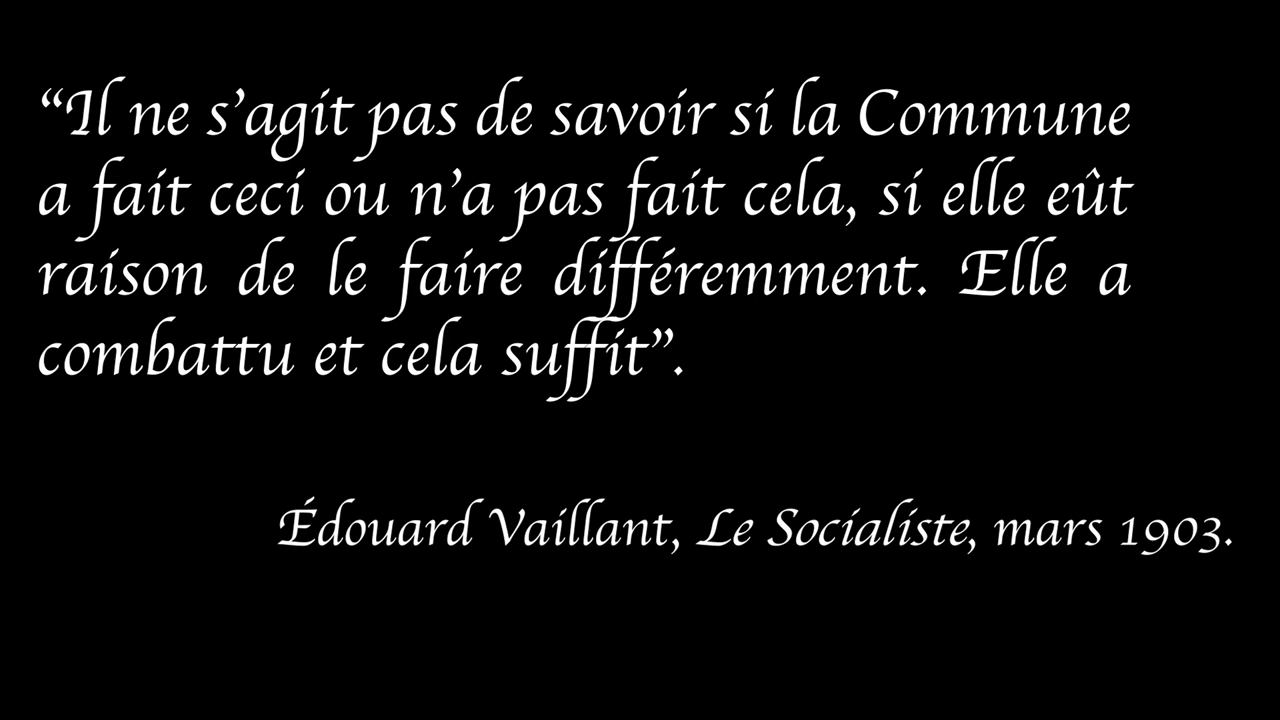 “Il ne s’agit pas de savoir si la Commune
a fait ceci ou n’a pas fait cela, si elle eût
raison de le faire différemment. Elle a
combattu et cela suffit”.
Édouard Vaillant, Le Socialiste, mars 1903.